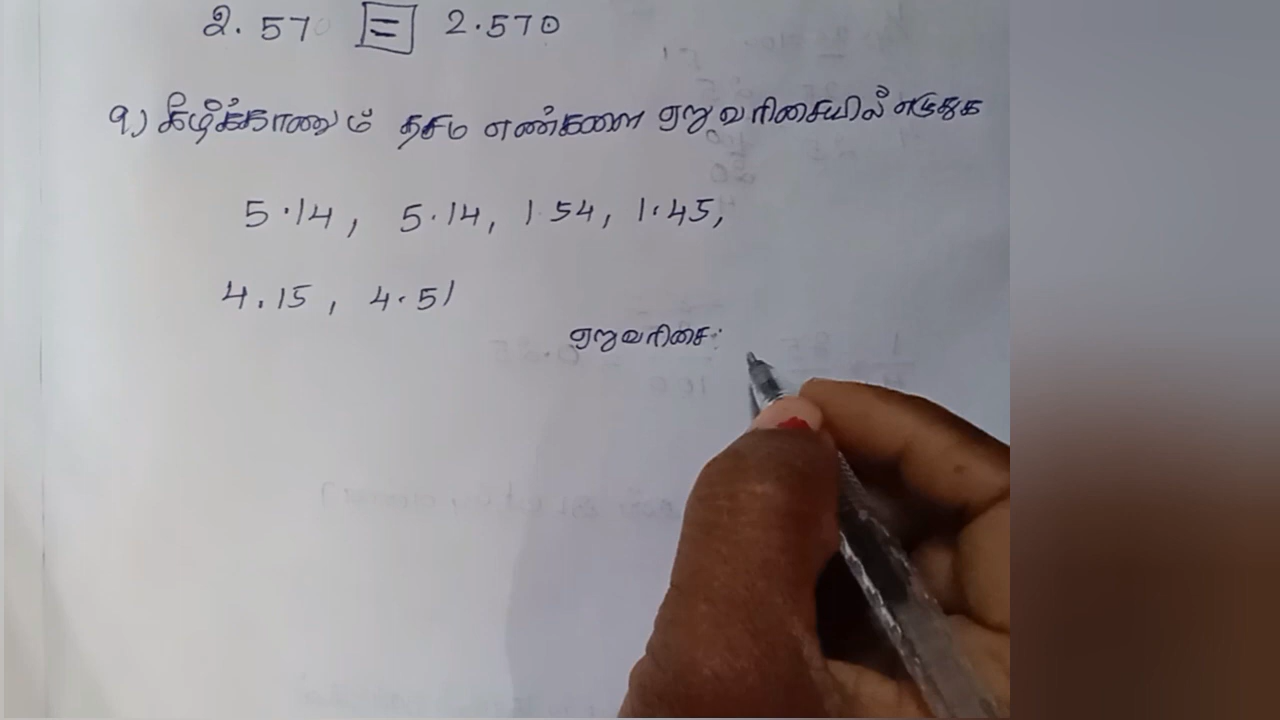 2.570 = 2.570
9) கீழ்க்காணும் தசம எண்களை ஏறுவரிசையில் எழுதுக
5.14, 5.14, 1.54, 1.45,
4.15, 4.51
ஏறுவரிசை: